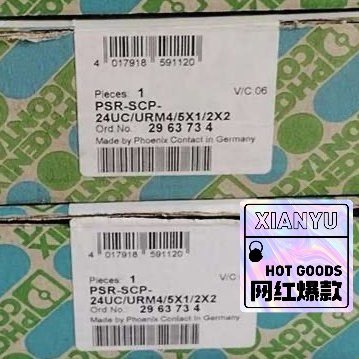 4 017918 591120
Pieces: 1
V/C.06
PSR-SCP-
24UC/URM4/5X1/2X2
Ord.No. 29 63 73 4
Made by Phoenix Contact in Germany
4 017918 591120
Pieces: 1
V/C
PSR-SCP-
24UC/URM4/5X1/2X2
Ord.No. 29 63 73 4
Made by Phoenix Contact in Germany
XIANYU
HOT GOODS
网红爆款